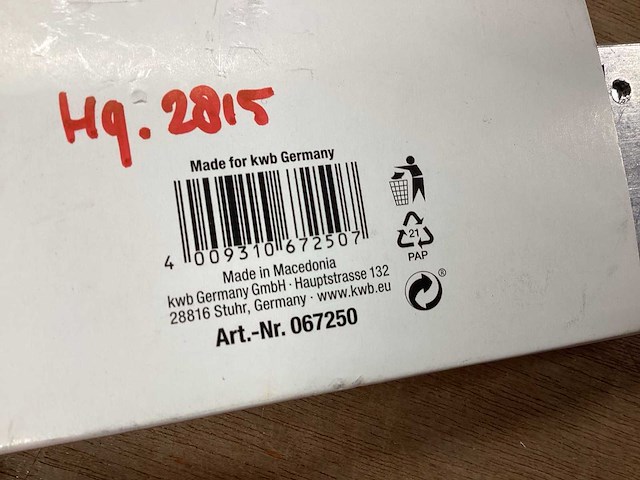 Hq. 2815
Made for kwb Germany
4 009310 672507
Made in Macedonia
kwb Germany GmbH · Hauptstrasse 132
28816 Stuhr, Germany · www.kwb.eu
Art.-Nr. 067250
21
PAP
®